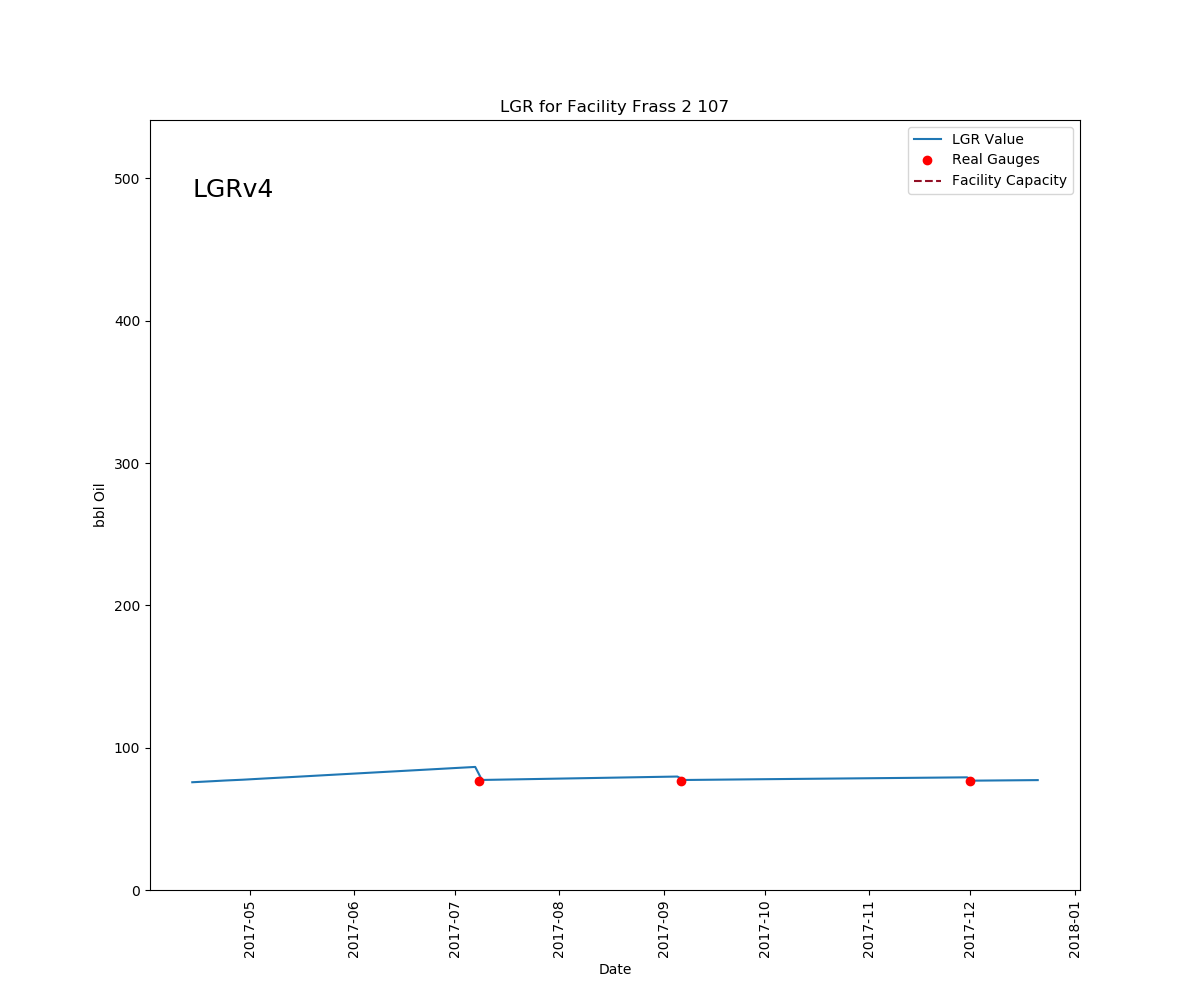 LGR for Facility Frass 2 107
LGRv4
LGR Value
Real Gauges
Facility Capacity
500
400
300
200
100
0
bbl Oil
2017-05
2017-06
2017-07
2017-08
2017-09
2017-10
2017-11
2017-12
2018-01
Date